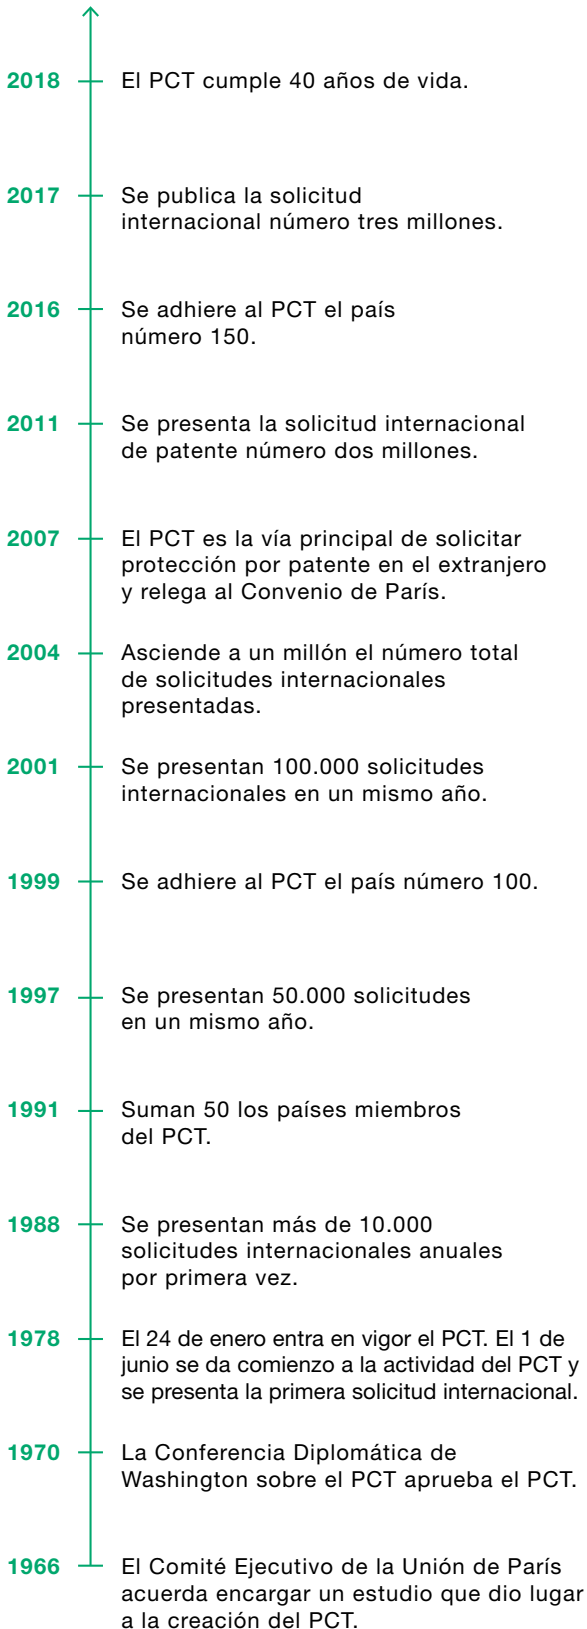 2018
El PCT cumple 40 años de vida.
2017
Se publica la solicitud
internacional número tres millones.
2016
Se adhiere al PCT el país
número 150.
2011
Se presenta la solicitud internacional
de patente número dos millones.
2007
El PCT es la vía principal de solicitar
protección por patente en el extranjero
y relega al Convenio de París.
2004
Asciende a un millón el número total
de solicitudes internacionales
presentadas.
2001
Se presentan 100.000 solicitudes
internacionales en un mismo año.
1999
Se adhiere al PCT el país número 100.
1997
Se presentan 50.000 solicitudes
en un mismo año.
1991
Suman 50 los países miembros
del PCT.
1988
Se presentan más de 10.000
solicitudes internacionales anuales
por primera vez.
1978
El 24 de enero entra en vigor el PCT. El 1 de
junio se da comienzo a la actividad del PCT y
se presenta la primera solicitud internacional.
1970
La Conferencia Diplomática de
Washington sobre el PCT aprueba el PCT.
1966
El Comité Ejecutivo de la Unión de París
acuerda encargar un estudio que dio lugar
a la creación del PCT.